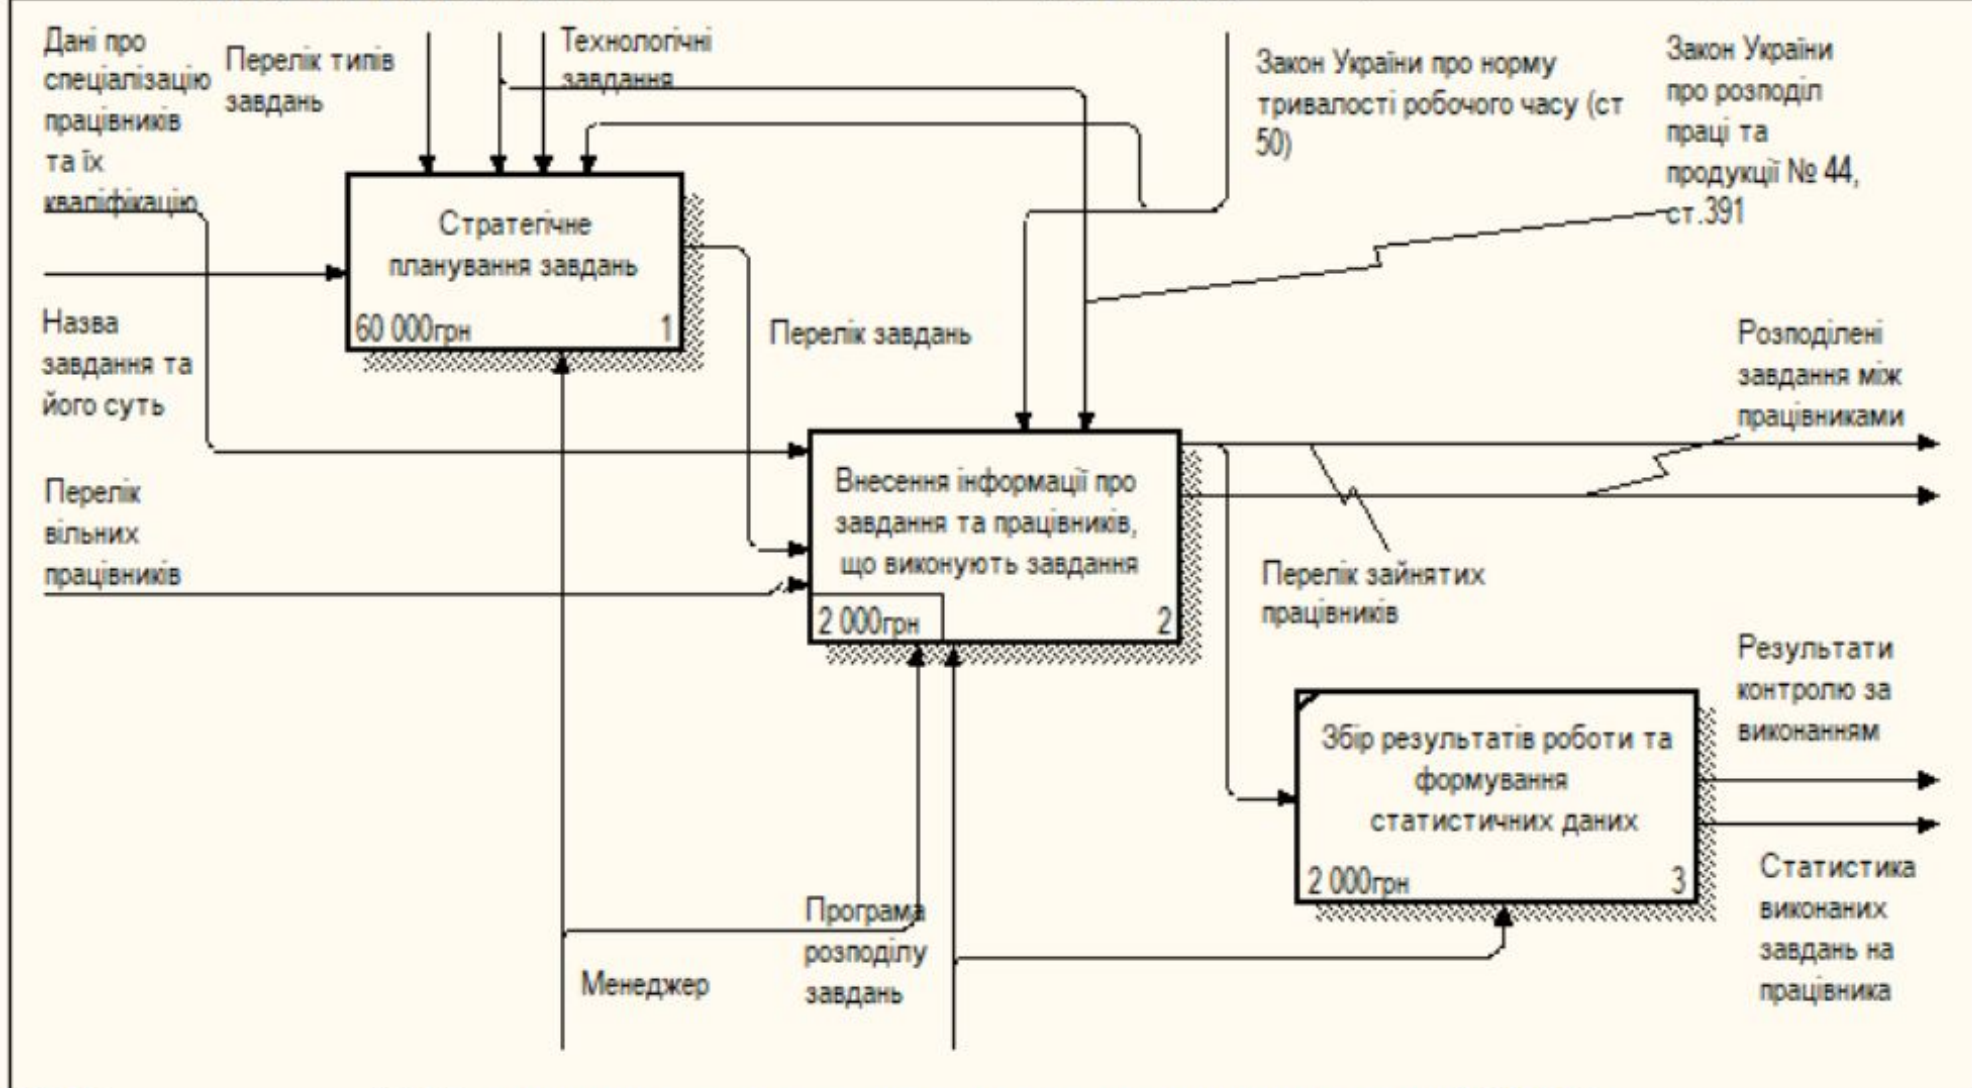 Дані про
спеціалізацію
працівників
та їх
кваліфікацію
Перелік типів
завдань
Технологічні
завдання
Закон України про норму
тривалості робочого часу (ст
50)
Закон України
про розподіл
праці та
продукції № 44,
ст.391
Стратегічне
планування завдань
60 000грн 1
Назва
завдання та
його суть
Перелік завдань
Розподілені
завдання між
працівниками
Перелік
вільних
працівників
Внесення інформації про
завдання та працівників,
що виконують завдання
2 000грн 2
Перелік зайнятих
працівників
Результати
контролю за
виконанням
Збір результатів роботи та
формування
статистичних даних
2 000грн 3
Статистика
виконаних
завдань на
працівника
Програма
розподілу
завдань
Менеджер